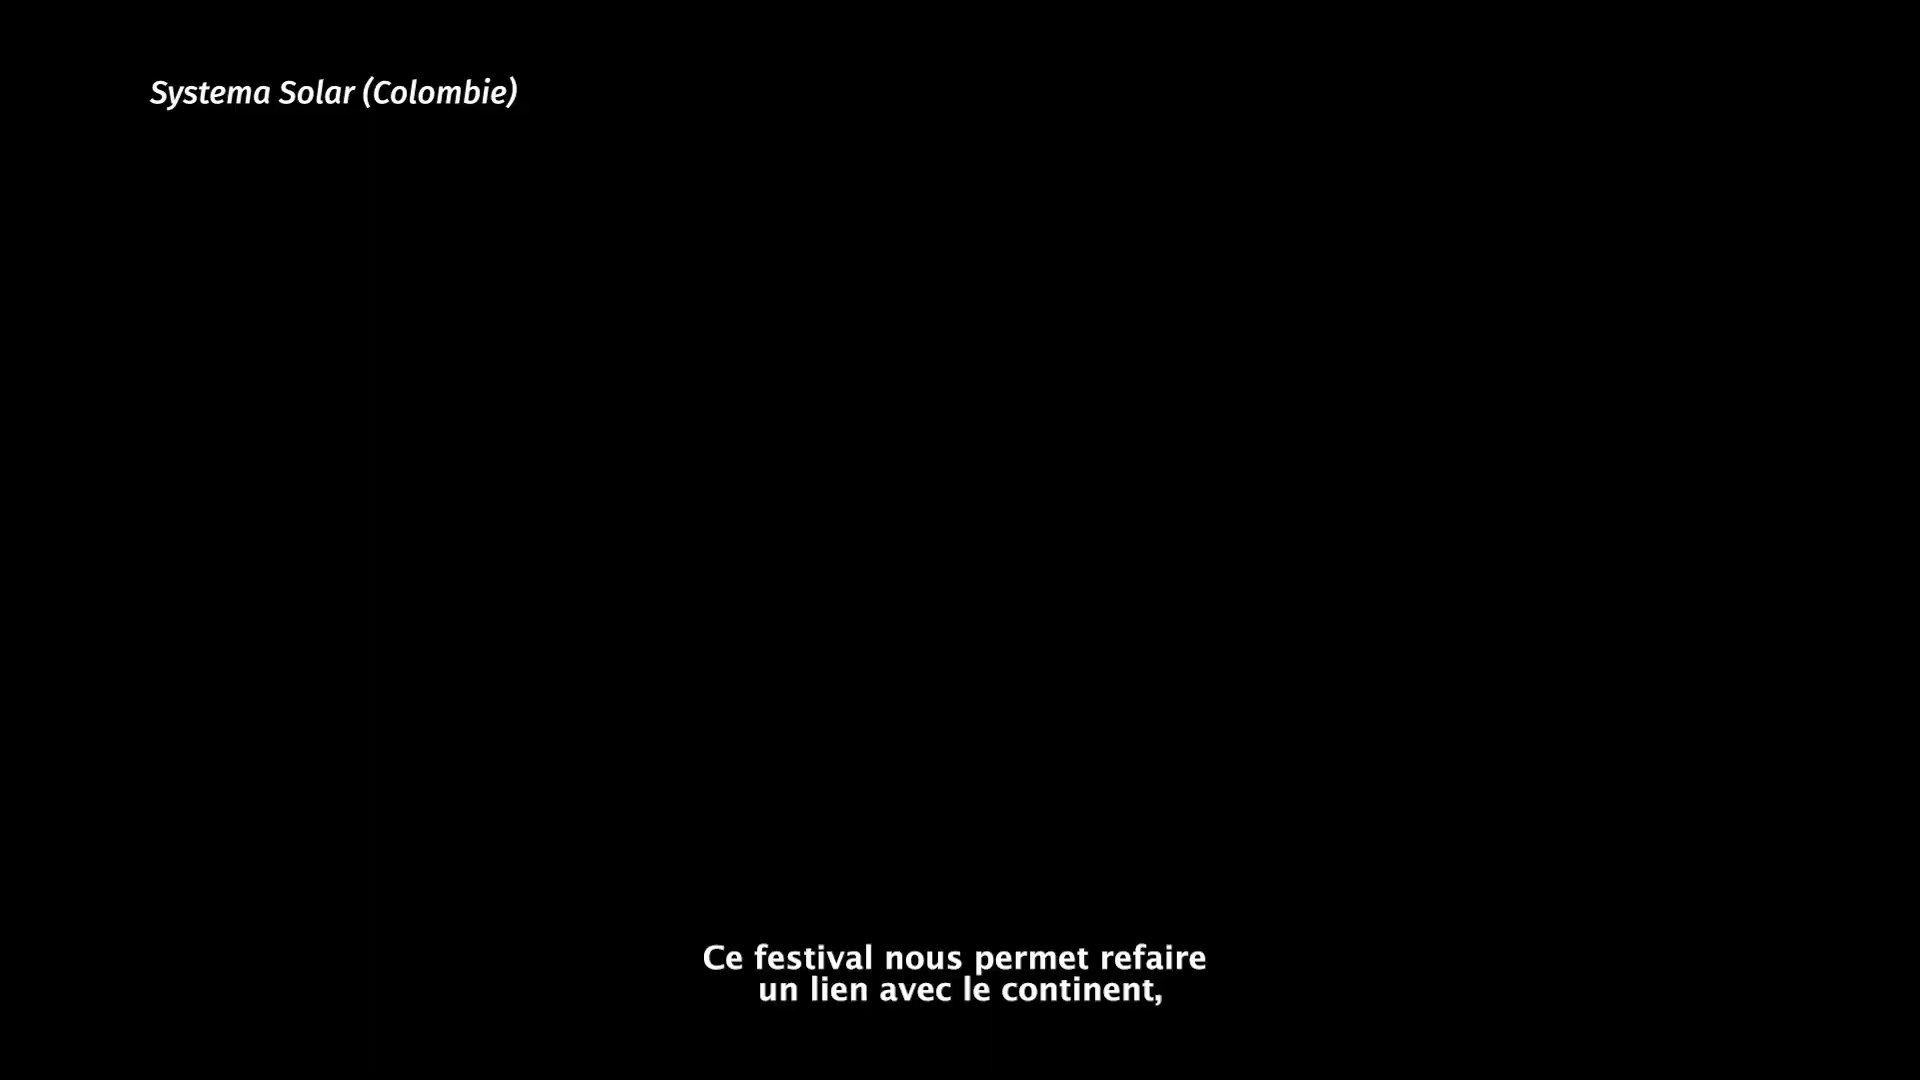 Systema Solar (Colombie)
Ce festival nous permet refaire
un lien avec le continent,